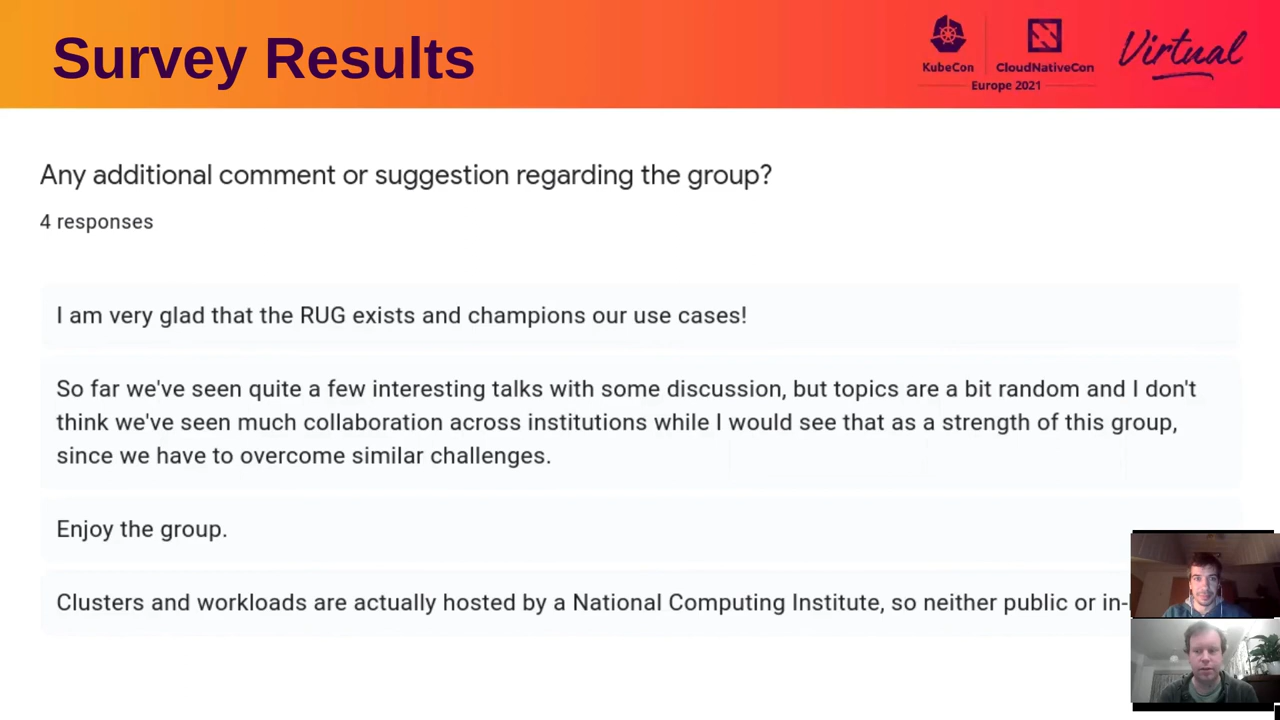 Survey Results
KubeCon
CloudNativeCon
Europe 2021
Virtual
Any additional comment or suggestion regarding the group?
4 responses
I am very glad that the RUG exists and champions our use cases!
So far we've seen quite a few interesting talks with some discussion, but topics are a bit random and I don't
think we've seen much collaboration across institutions while I would see that as a strength of this group,
since we have to overcome similar challenges.
Enjoy the group.
Clusters and workloads are actually hosted by a National Computing Institute, so neither public or in-